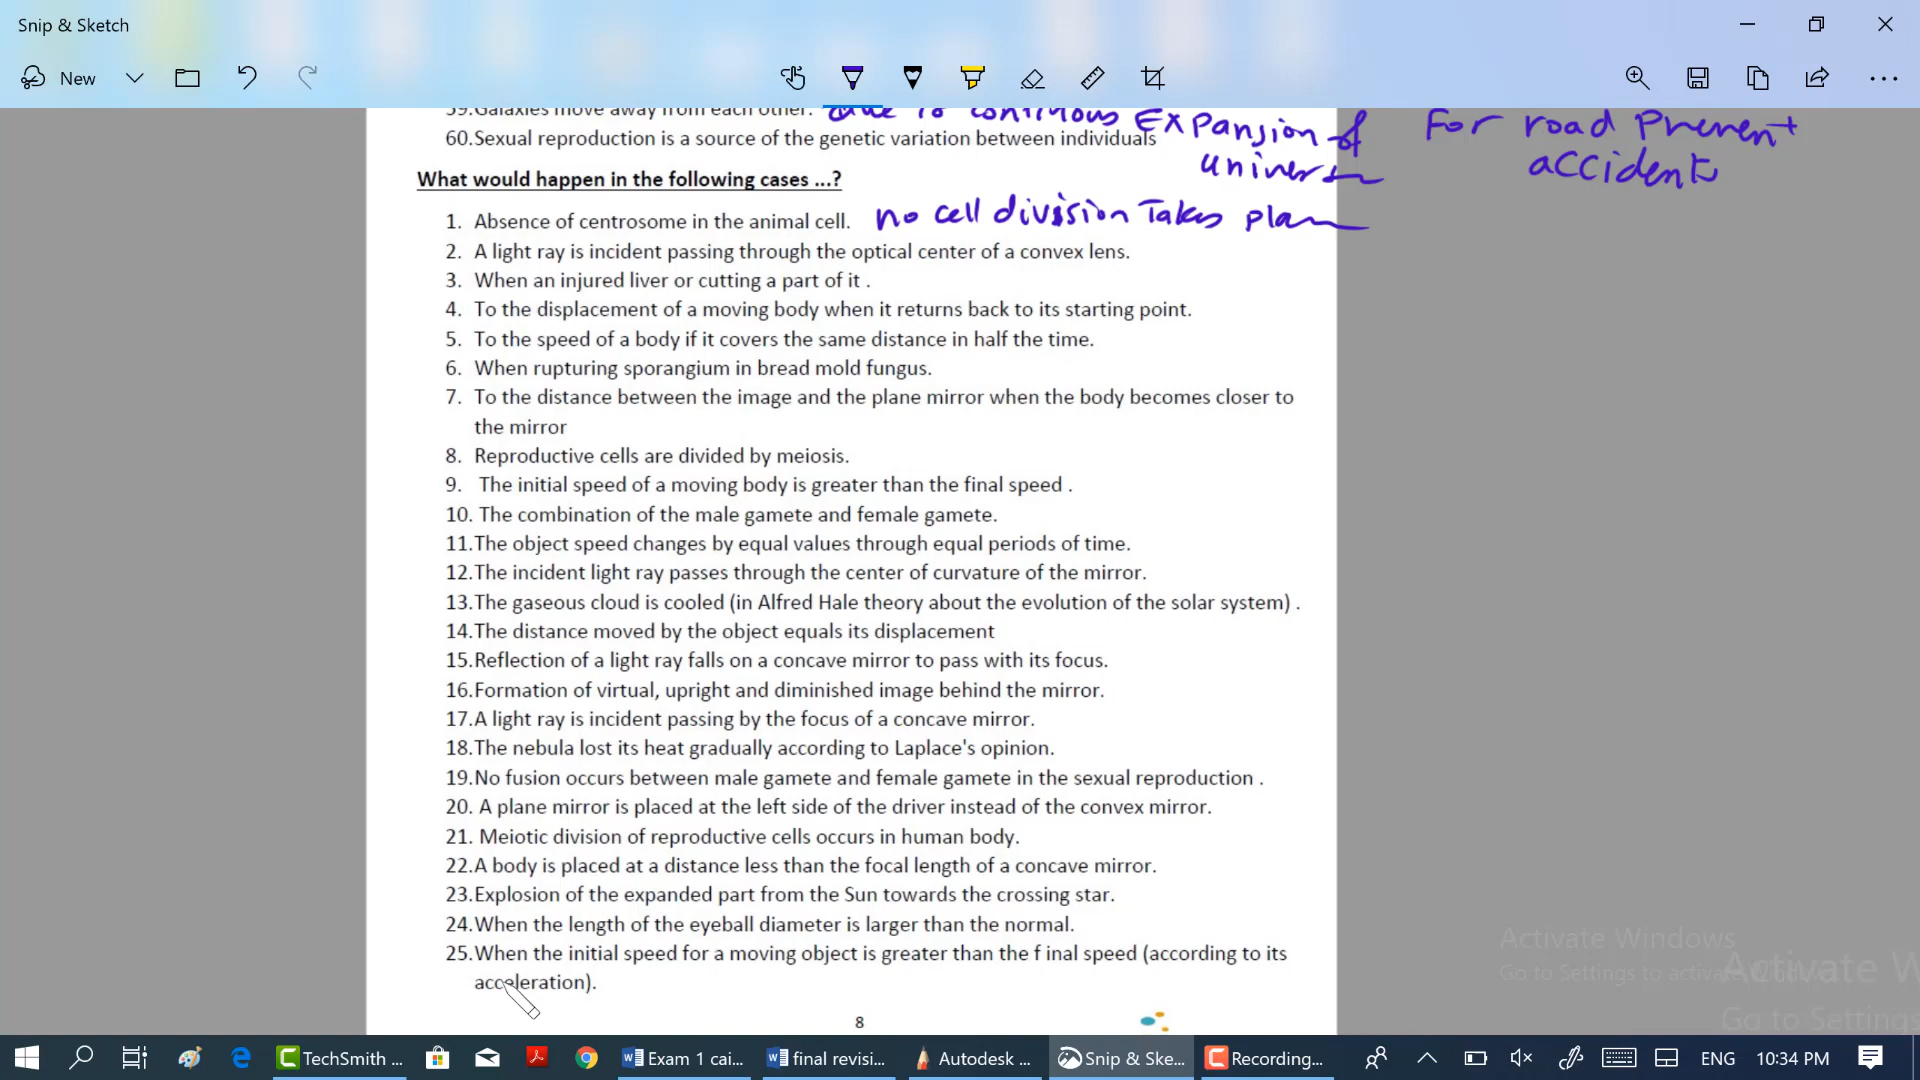 Snip & Sketch
New
59.Galaxies move away from each other. due to continous Expansion of
univers
For road Prevent
accidents
60.Sexual reproduction is a source of the genetic variation between individuals
What would happen in the following cases ...?
1. Absence of centrosome in the animal cell. no cell division Takes place
2. A light ray is incident passing through the optical center of a convex lens.
3. When an injured liver or cutting a part of it .
4. To the displacement of a moving body when it returns back to its starting point.
5. To the speed of a body if it covers the same distance in half the time.
6. When rupturing sporangium in bread mold fungus.
7. To the distance between the image and the plane mirror when the body becomes closer to
the mirror
8. Reproductive cells are divided by meiosis.
9. The initial speed of a moving body is greater than the final speed .
10. The combination of the male gamete and female gamete.
11.The object speed changes by equal values through equal periods of time.
12.The incident light ray passes through the center of curvature of the mirror.
13.The gaseous cloud is cooled (in Alfred Hale theory about the evolution of the solar system) .
14.The distance moved by the object equals its displacement
15.Reflection of a light ray falls on a concave mirror to pass with its focus.
16.Formation of virtual, upright and diminished image behind the mirror.
17.A light ray is incident passing by the focus of a concave mirror.
18.The nebula lost its heat gradually according to Laplace's opinion.
19.No fusion occurs between male gamete and female gamete in the sexual reproduction .
20. A plane mirror is placed at the left side of the driver instead of the convex mirror.
21. Meiotic division of reproductive cells occurs in human body.
22.A body is placed at a distance less than the focal length of a concave mirror.
23.Explosion of the expanded part from the Sun towards the crossing star.
24.When the length of the eyeball diameter is larger than the normal.
25.When the initial speed for a moving object is greater than the f inal speed (according to its
acceleration).
8
Activate Windows
Go to Settings to activate Windows.
Activate W
Go to Settings
TechSmith ...
Exam 1 cai...
final revisi...
Autodesk ...
Snip & Ske...
Recording...
ENG
10:34 PM